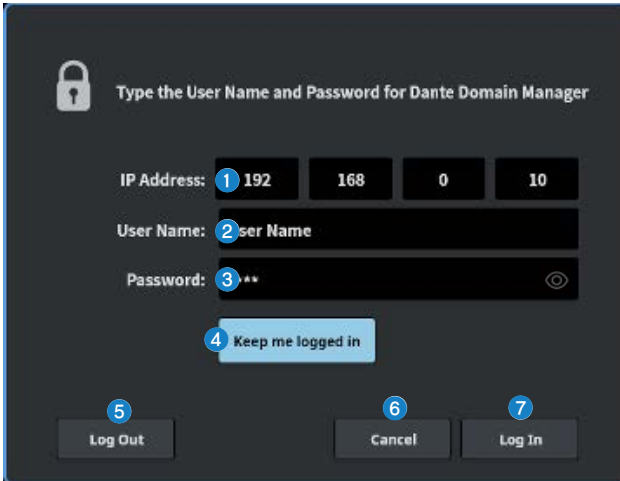 Type the User Name and Password for Dante Domain Manager
IP Address: 1 192 168 0 10
User Name: 2 ser Name
Password: 3 ***
4 Keep me logged in
5 6 7
Log Out Cancel Log In